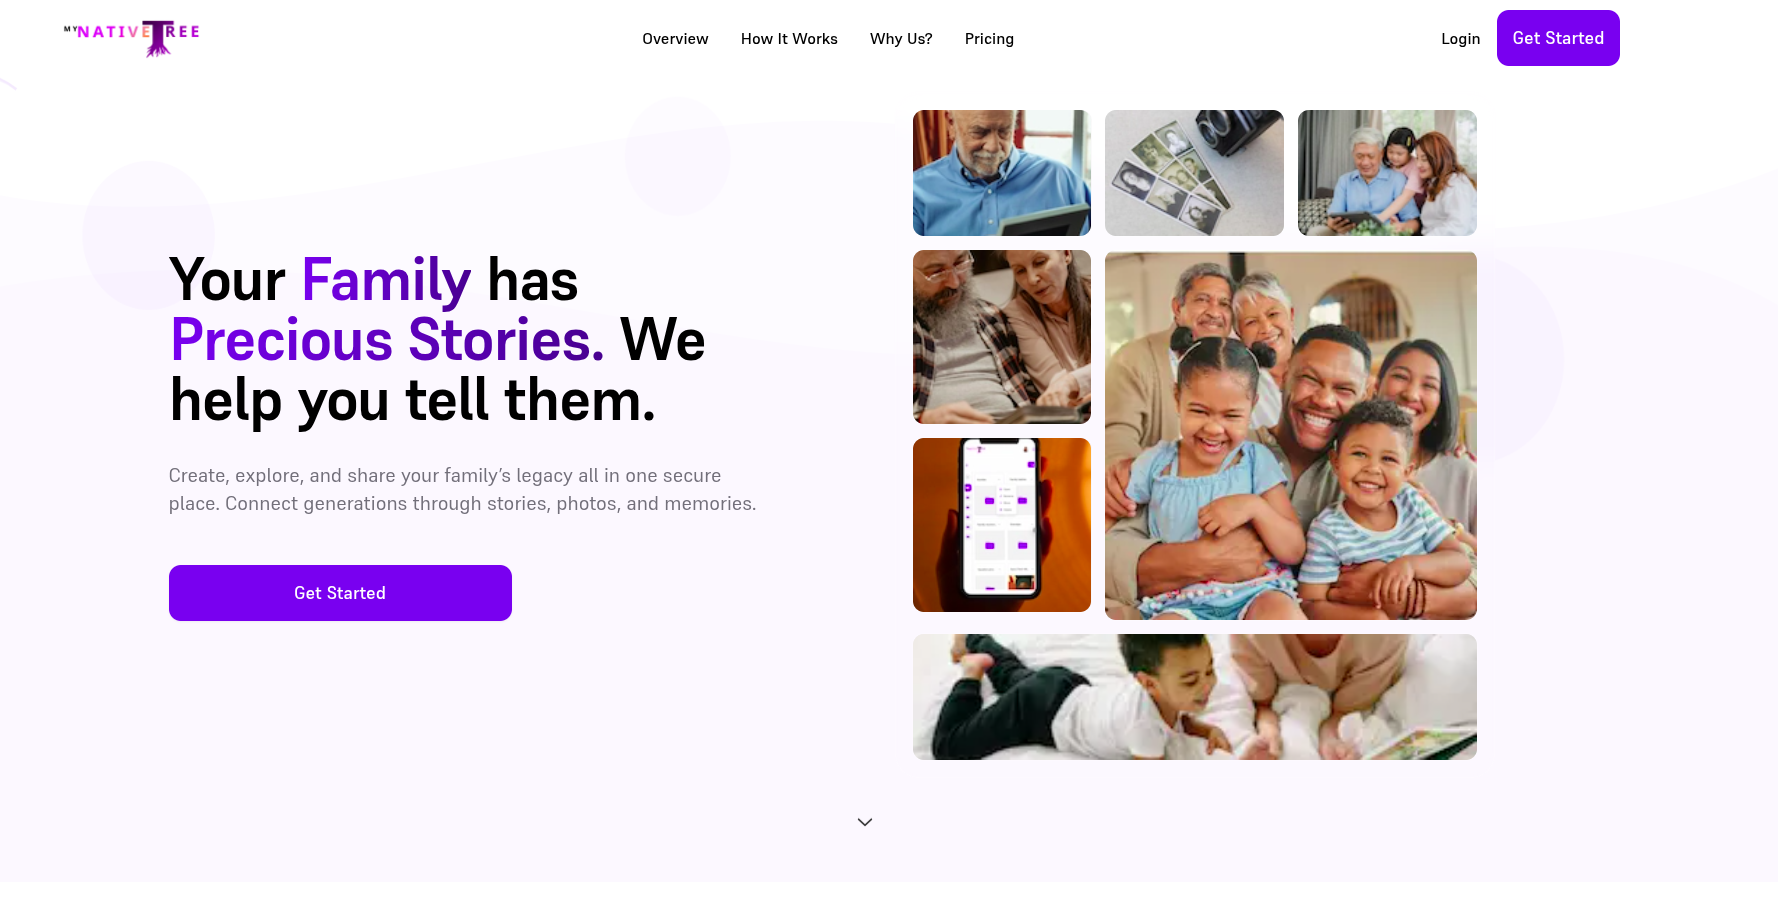 MY NATIVE TREE
Overview
How It Works
Why Us?
Pricing
Login
Get Started
Your Family has
Precious Stories. We
help you tell them.
Create, explore, and share your family’s legacy all in one secure
place. Connect generations through stories, photos, and memories.
Get Started